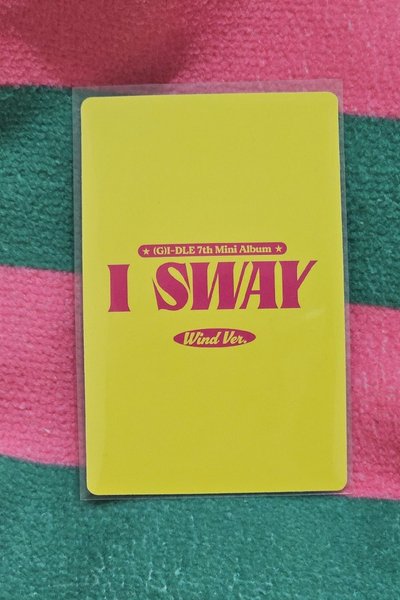 ★ (G)I-DLE 7th Mini Album ★
I SWAY
Wind Ver.